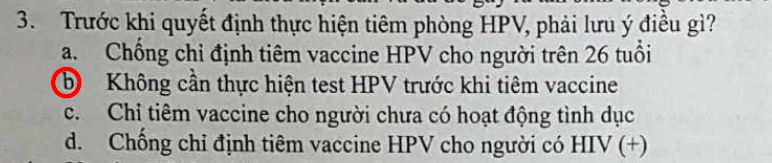 3. Trước khi quyết định thực hiện tiêm phòng HPV, phải lưu ý điều gì?
a. Chống chỉ định tiêm vaccine HPV cho người trên 26 tuổi
b Không cần thực hiện test HPV trước khi tiêm vaccine
c. Chỉ tiêm vaccine cho người chưa có hoạt động tình dục
d. Chống chỉ định tiêm vaccine HPV cho người có HIV (+)